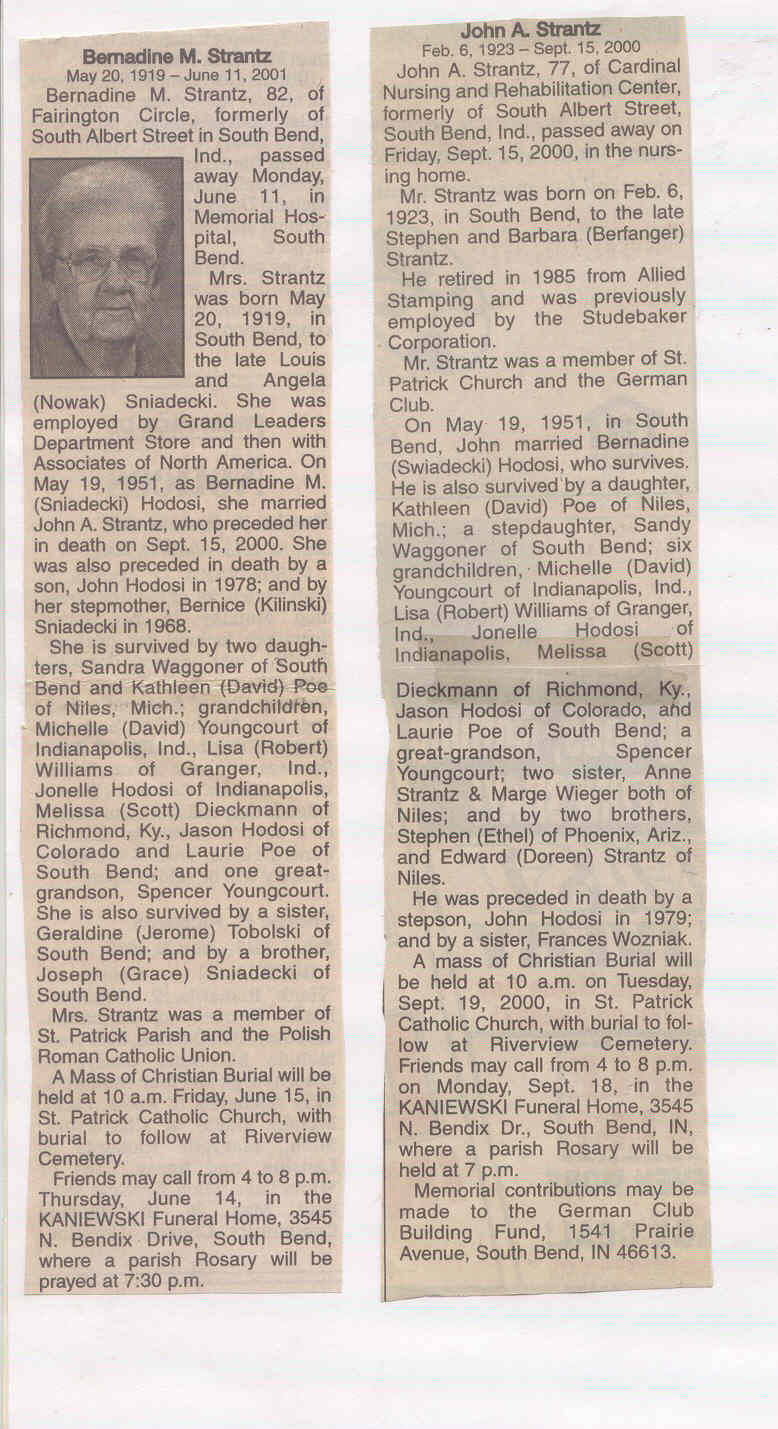 Bernadine M. Strantz
May 20, 1919 – June 11, 2001
Bernadine M. Strantz, 82, of
Fairington Circle, formerly of
South Albert Street in South Bend,
Ind., passed
away Monday,
June 11, in
Memorial Hos-
pital, South
Bend.
Mrs. Strantz
was born May
20, 1919, in
South Bend, to
the late Louis
and Angela
(Nowak) Sniadecki. She was
employed by Grand Leaders
Department Store and then with
Associates of North America. On
May 19, 1951, as Bernadine M.
(Sniadecki) Hodosi, she married
John A. Strantz, who preceded her
in death on Sept. 15, 2000. She
was also preceded in death by a
son, John Hodosi in 1978; and by
her stepmother, Bernice (Kilinski)
Sniadecki in 1968.
She is survived by two daugh-
ters, Sandra Waggoner of South
Bend and Kathleen (David) Poe
of Niles, Mich.; grandchildren,
Michelle (David) Youngcourt of
Indianapolis, Ind., Lisa (Robert)
Williams of Granger, Ind.,
Jonelle Hodosi of Indianapolis,
Melissa (Scott) Dieckmann of
Richmond, Ky., Jason Hodosi of
Colorado and Laurie Poe of
South Bend; and one great-
grandson, Spencer Youngcourt.
She is also survived by a sister,
Geraldine (Jerome) Tobolski of
South Bend; and by a brother,
Joseph (Grace) Sniadecki of
South Bend.
Mrs. Strantz was a member of
St. Patrick Parish and the Polish
Roman Catholic Union.
A Mass of Christian Burial will be
held at 10 a.m. Friday, June 15, in
St. Patrick Catholic Church, with
burial to follow at Riverview
Cemetery.
Friends may call from 4 to 8 p.m.
Thursday, June 14, in the
KANIEWSKI Funeral Home, 3545
N. Bendix Drive, South Bend,
where a parish Rosary will be
prayed at 7:30 p.m.
John A. Strantz
Feb. 6, 1923 – Sept. 15, 2000
John A. Strantz, 77, of Cardinal
Nursing and Rehabilitation Center,
formerly of South Albert Street,
South Bend, Ind., passed away on
Friday, Sept. 15, 2000, in the nurs-
ing home.
Mr. Strantz was born on Feb. 6,
1923, in South Bend, to the late
Stephen and Barbara (Berfanger)
Strantz.
He retired in 1985 from Allied
Stamping and was previously
employed by the Studebaker
Corporation.
Mr. Strantz was a member of St.
Patrick Church and the German
Club.
On May 19, 1951, in South
Bend, John married Bernadine
(Swiadecki) Hodosi, who survives.
He is also survived by a daughter,
Kathleen (David) Poe of Niles,
Mich.; a stepdaughter, Sandy
Waggoner of South Bend; six
grandchildren, Michelle (David)
Youngcourt of Indianapolis, Ind.,
Lisa (Robert) Williams of Granger,
Ind., Jonelle Hodosi of
Indianapolis, Melissa (Scott)
Dieckmann of Richmond, Ky.,
Jason Hodosi of Colorado, and
Laurie Poe of South Bend; a
great-grandson, Spencer
Youngcourt; two sister, Anne
Strantz & Marge Wieger both of
Niles; and by two brothers,
Stephen (Ethel) of Phoenix, Ariz.,
and Edward (Doreen) Strantz of
Niles.
He was preceded in death by a
stepson, John Hodosi in 1979;
and by a sister, Frances Wozniak.
A mass of Christian Burial will
be held at 10 a.m. on Tuesday,
Sept. 19, 2000, in St. Patrick
Catholic Church, with burial to fol-
low at Riverview Cemetery.
Friends may call from 4 to 8 p.m.
on Monday, Sept. 18, in the
KANIEWSKI Funeral Home, 3545
N. Bendix Dr., South Bend, IN,
where a parish Rosary will be
held at 7 p.m.
Memorial contributions may be
made to the German Club
Building Fund, 1541 Prairie
Avenue, South Bend, IN 46613.